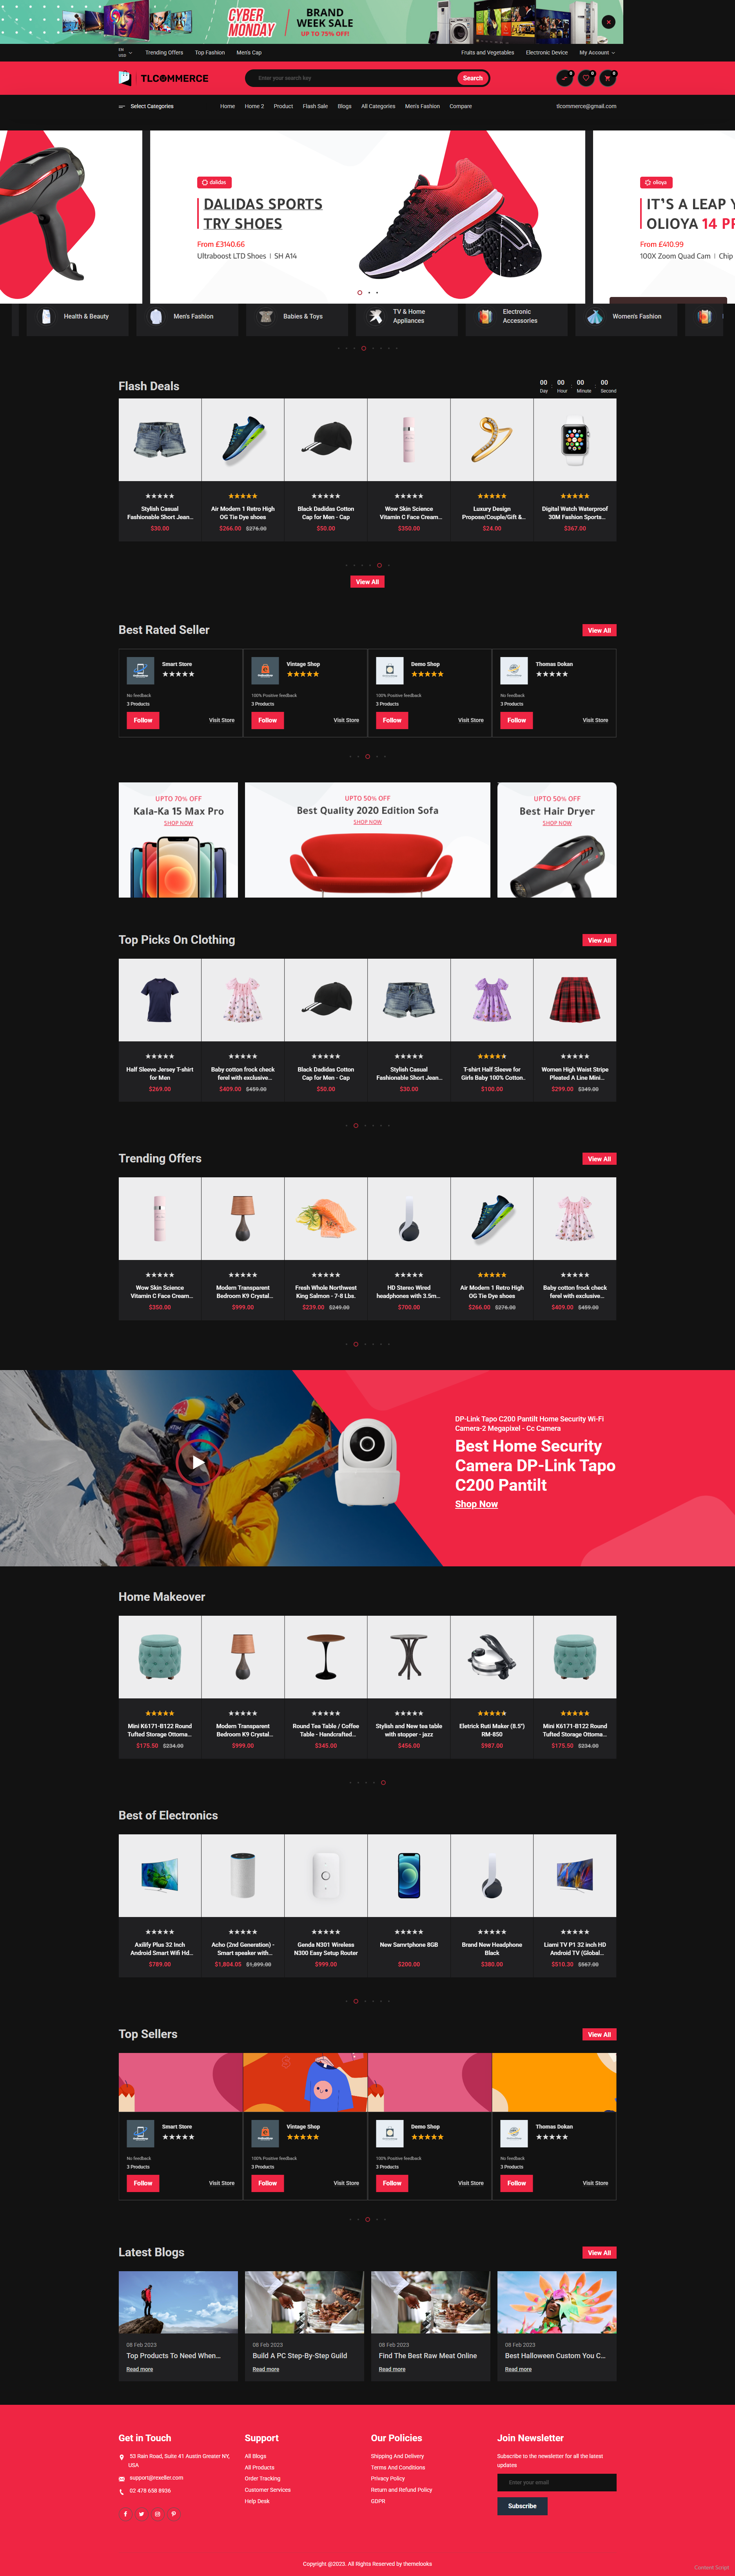 CYBER MONDAY
BRAND WEEK SALE
UP TO 75% OFF!
EN
USD
Trending Offers Top Fashion Men's Cap
Fruits and Vegetables Electronic Device My Account
TLCOMMERCE
Enter your search key
Search
0 0 0
Select Categories
Home Home 2 Product Flash Sale Blogs All Categories Men's Fashion Compare
tlcommerce@gmail.com
dalidas
DALIDAS SPORTS
TRY SHOES
From £3140.66
Ultraboost LTD Shoes | SH A14
olioya
IT'S A LEAP Y
OLIOYA 14 PR
From £410.99
100X Zoom Quad Cam | Chip
Health & Beauty
Men's Fashion
Babies & Toys
TV & Home
Appliances
Electronic
Accessories
Women's Fashion
Flash Deals
00 00 00 00
Day Hour Minute Second
Stylish Casual
Fashionable Short Jean...
$30.00
Air Modern 1 Retro High
OG Tie Dye shoes
$266.00 $276.00
Black Dadidas Cotton
Cap for Men - Cap
$50.00
Wow Skin Science
Vitamin C Face Cream...
$350.00
Luxury Design
Propose/Couple/Gift &...
$24.00
Digital Watch Waterproof
30M Fashion Sports...
$367.00
View All
Best Rated Seller
View All
Smart Store
No feedback
3 Products
Follow
Visit Store
Vintage Shop
100% Positive feedback
3 Products
Follow
Visit Store
Demo Shop
100% Positive feedback
3 Products
Follow
Visit Store
Thomas Dokan
No feedback
3 Products
Follow
Visit Store
UPTO 70% OFF
Kala-Ka 15 Max Pro
SHOP NOW
UPTO 50% OFF
Best Quality 2020 Edition Sofa
SHOP NOW
UPTO 50% OFF
Best Hair Dryer
SHOP NOW
Top Picks On Clothing
View All
Half Sleeve Jersey T-shirt
for Men
$269.00
Baby cotton frock check
ferel with exclusive...
$409.00 $459.00
Black Dadidas Cotton
Cap for Men - Cap
$50.00
Stylish Casual
Fashionable Short Jean...
$30.00
T-shirt Half Sleeve for
Girls Baby 100% Cotton..
$100.00
Women High Waist Stripe
Pleated A Line Mini...
$299.00 $349.00
Trending Offers
View All
Wow Skin Science
Vitamin C Face Cream...
$350.00
Modern Transparent
Bedroom K9 Crystal...
$999.00
Fresh Whole Northwest
King Salmon - 7-8 Lbs.
$239.00 $249.00
HD Stereo Wired
headphones with 3.5m...
$700.00
Air Modern 1 Retro High
OG Tie Dye shoes
$266.00 $276.00
Baby cotton frock check
ferel with exclusive...
$409.00 $459.00
DP-Link Tapo C200 Pantilt Home Security Wi-Fi
Camera-2 Megapixel - Cc Camera
Best Home Security
Camera DP-Link Tapo
C200 Pantilt
Shop Now
Home Makeover
Mini K6171-B122 Round
Tufted Storage Ottoma...
$175.50 $234.00
Modern Transparent
Bedroom K9 Crystal...
$999.00
Round Tea Table / Coffee
Table - Handcrafted...
$345.00
Stylish and New tea table
with stopper - jazz
$456.00
Eletrick Ruti Maker (8.5")
RM-850
$987.00
Mini K6171-B122 Round
Tufted Storage Ottoma...
$175.50 $234.00
Best of Electronics
Axilify Plus 32 Inch
Android Smart Wifi Hd...
$789.00
Acho (2nd Generation) -
Smart speaker with...
$1,804.05 $1,899.00
Genda N301 Wireless
N300 Easy Setup Router
$999.00
New Samrtphone 8GB
$200.00
Brand New Headphone
Black
$380.00
Liami TV P1 32 inch HD
Android TV (Global...
$510.30 $567.00
Top Sellers
View All
Smart Store
No feedback
3 Products
Follow
Visit Store
Vintage Shop
100% Positive feedback
3 Products
Follow
Visit Store
Demo Shop
100% Positive feedback
3 Products
Follow
Visit Store
Thomas Dokan
No feedback
3 Products
Follow
Visit Store
Latest Blogs
View All
08 Feb 2023
Top Products To Need When...
Read more
08 Feb 2023
Build A PC Step-By-Step Guild
Read more
08 Feb 2023
Find The Best Raw Meat Online
Read more
08 Feb 2023
Best Halloween Custom You C...
Read more
Get in Touch
53 Rain Road, Suite 41 Austin Greater NY,
USA
support@rexeller.com
02 478 638 8936
Support
All Blogs
All Products
Order Tracking
Customer Services
Help Desk
Our Policies
Shipping And Delivery
Terms And Conditions
Privacy Policy
Return and Refund Policy
GDPR
Join Newsletter
Subscribe to the newsletter for all the latest
updates
Enter your email
Subscribe
Copyright @2023. All Rights Reserved by themelooks
Content Script